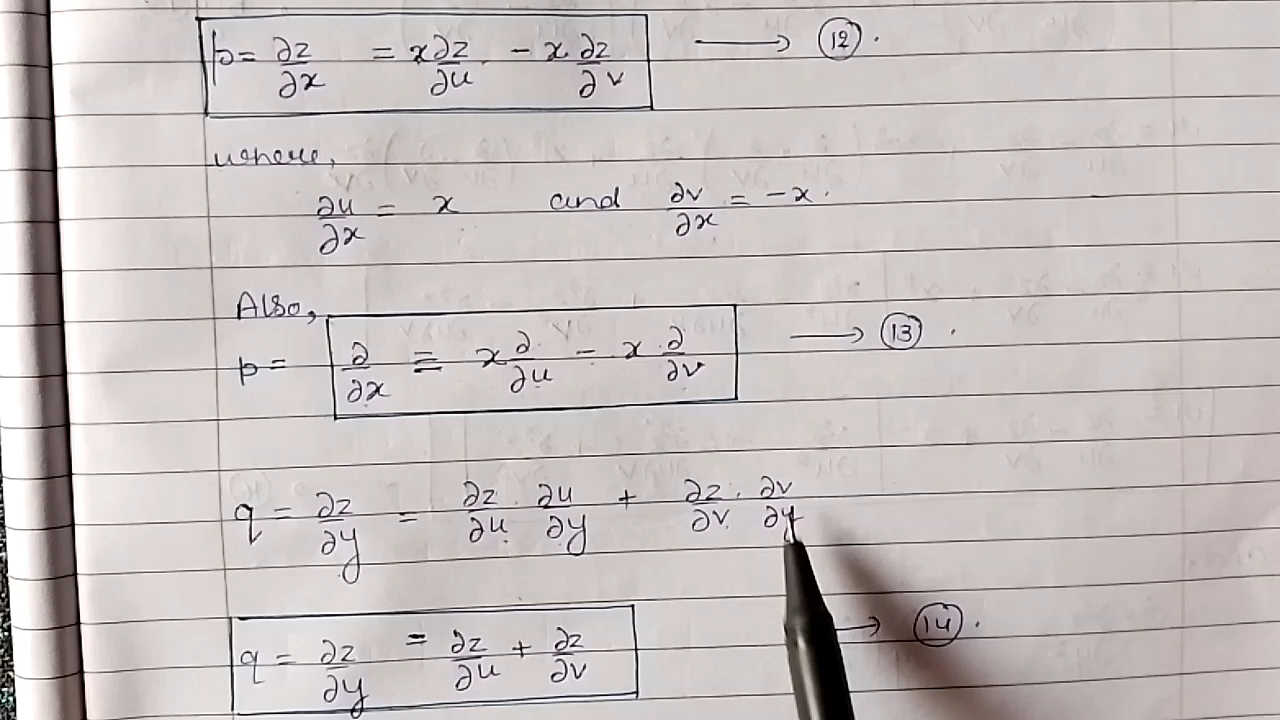 p = ∂z/∂x = x ∂z/∂u - x ∂z/∂v → (12).
where,
∂u/∂x = x and ∂v/∂x = -x.
Also,
p = ∂/∂x ≡ x ∂/∂u - x ∂/∂v → (13).
q = ∂z/∂y = ∂z/∂u . ∂u/∂y + ∂z/∂v . ∂v/∂y
q = ∂z/∂y = ∂z/∂u + ∂z/∂v → (14).